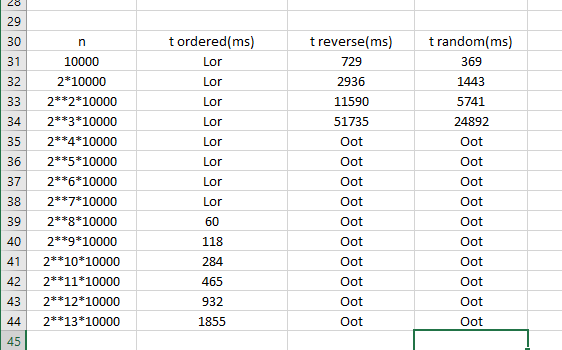 28
29
30 n t ordered(ms) t reverse(ms) t random(ms)
31 10000 Lor 729 369
32 2*10000 Lor 2936 1443
33 2**2*10000 Lor 11590 5741
34 2**3*10000 Lor 51735 24892
35 2**4*10000 Lor Oot Oot
36 2**5*10000 Lor Oot Oot
37 2**6*10000 Lor Oot Oot
38 2**7*10000 Lor Oot Oot
39 2**8*10000 60 Oot Oot
40 2**9*10000 118 Oot Oot
41 2**10*10000 284 Oot Oot
42 2**11*10000 465 Oot Oot
43 2**12*10000 932 Oot Oot
44 2**13*10000 1855 Oot Oot
45